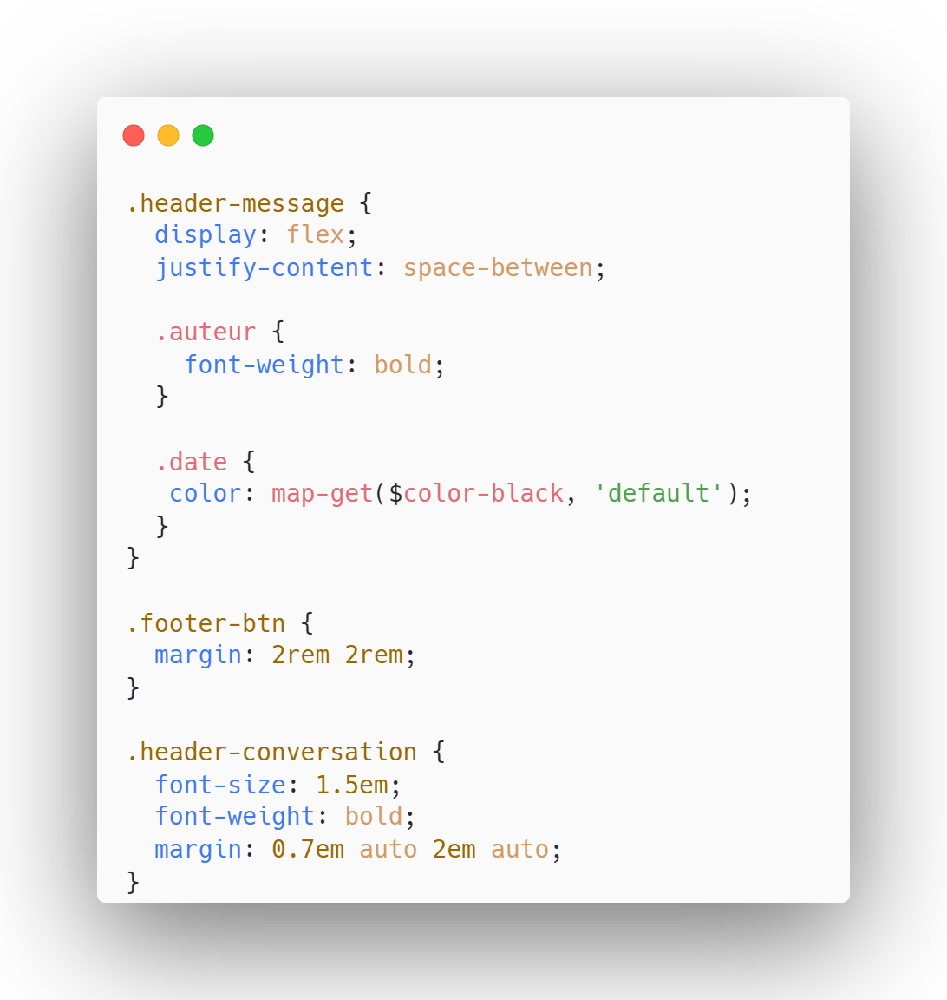 .header-message {
  display: flex;
  justify-content: space-between;

  .auteur {
    font-weight: bold;
  }

  .date {
   color: map-get($color-black, 'default');
  }
}

.footer-btn {
  margin: 2rem 2rem;
}

.header-conversation {
  font-size: 1.5em;
  font-weight: bold;
  margin: 0.7em auto 2em auto;
}